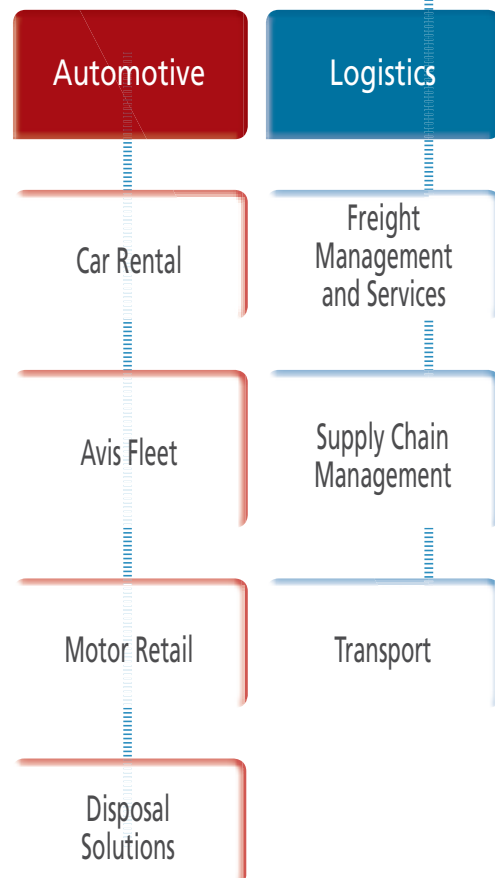 Automotive
Logistics
Car Rental
Freight
Management
and Services
Avis Fleet
Supply Chain
Management
Motor Retail
Transport
Disposal
Solutions